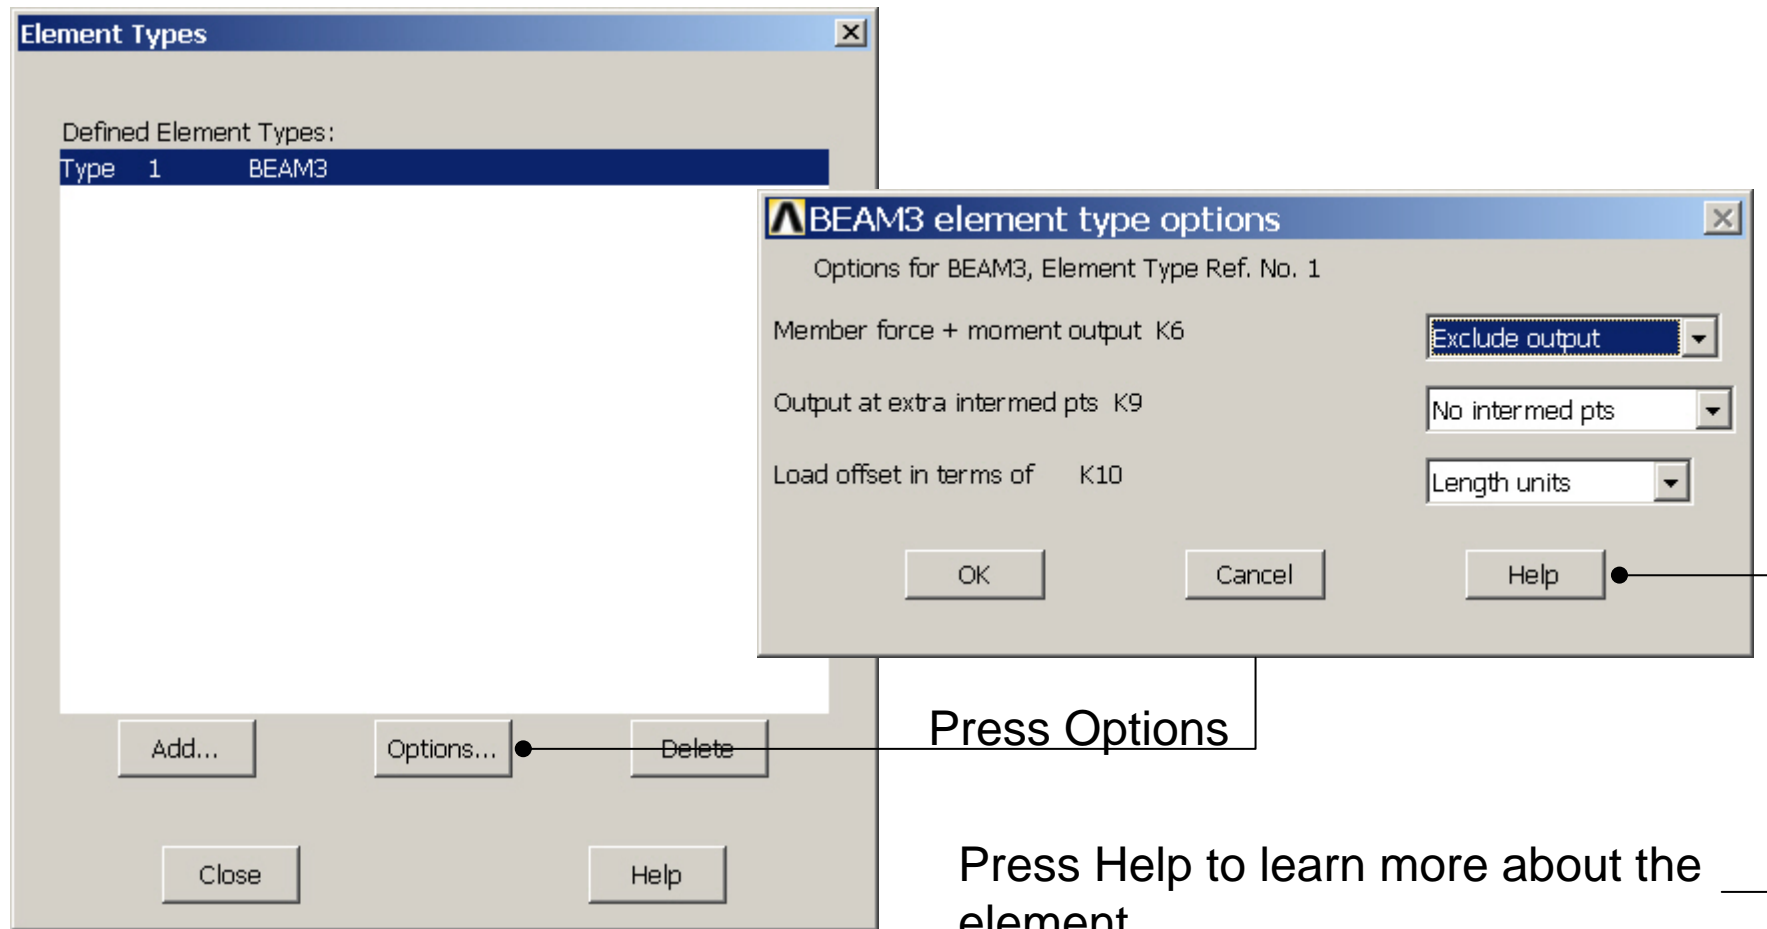 Element Types
Defined Element Types:
Type 1 BEAM3
BEAM3 element type options
Options for BEAM3, Element Type Ref. No. 1
Member force + moment output K6
Exclude output
Output at extra intermed pts K9
No intermed pts
Load offset in terms of K10
Length units
OK
Cancel
Help
Press Options
Add...
Options...
Delete
Close
Help
Press Help to learn more about the
element